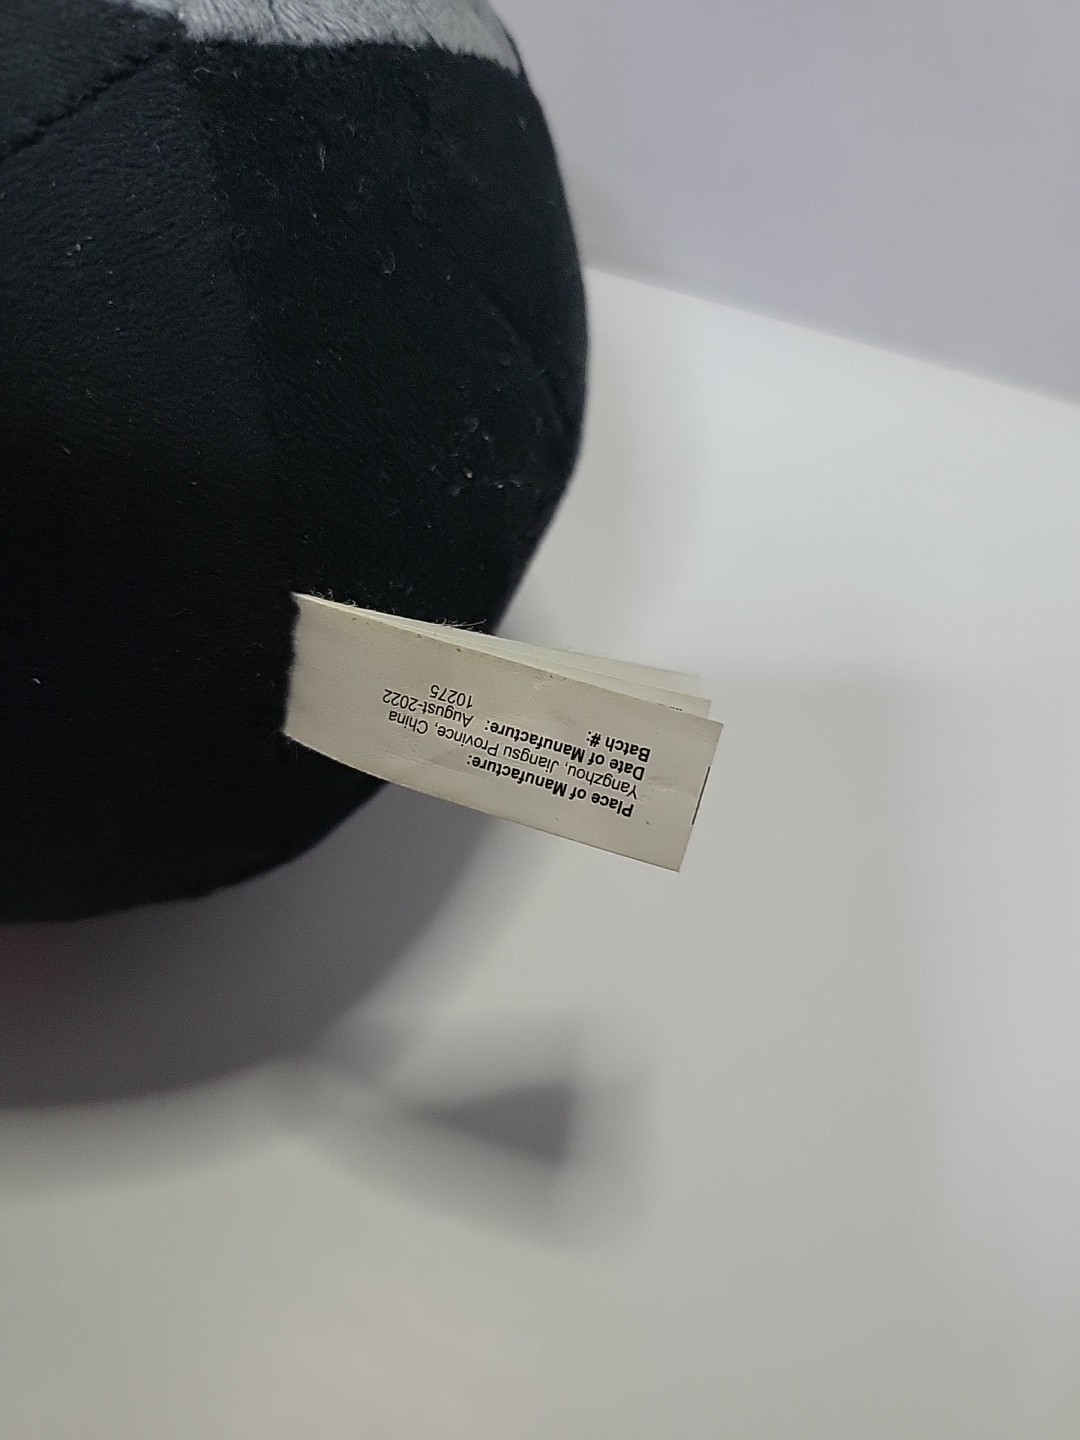 Place of Manufacture:
Yangzhou, Jiangsu Province, China
Date of Manufacture: August-2022
Batch #: 10275